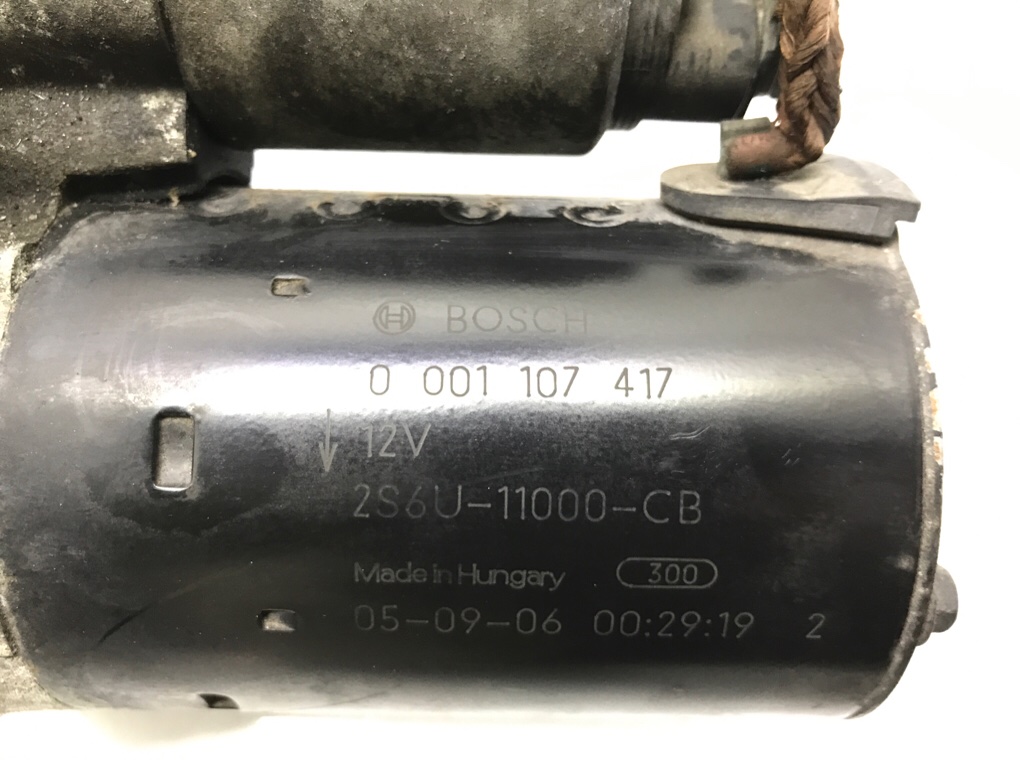 BOSCH
0 001 107 417
12V
2S6U-11000-CB
Made in Hungary 300
05-09-06 00:29:19 2